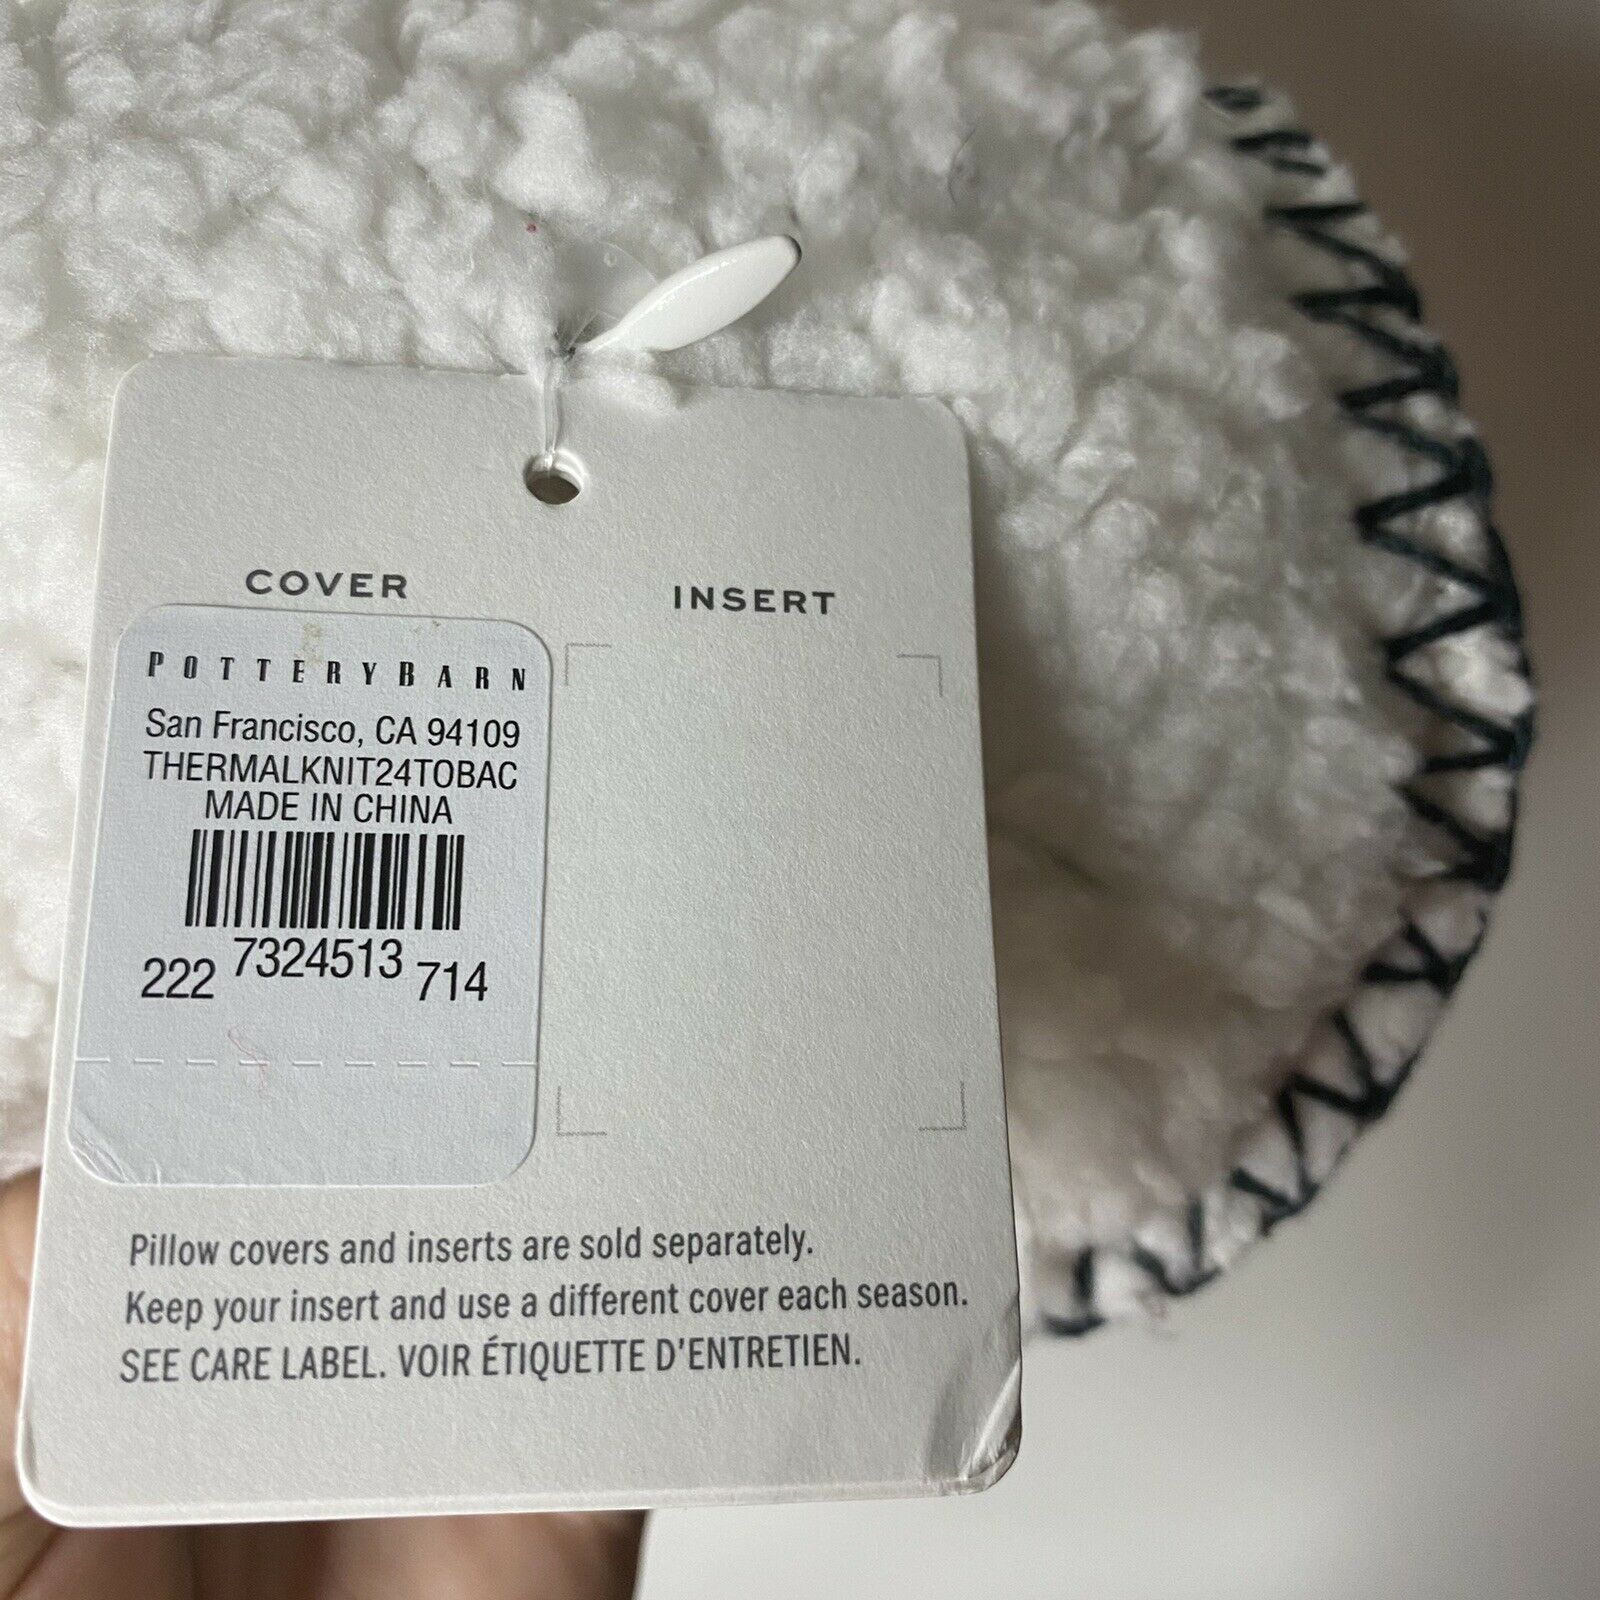 COVER
INSERT
POTTERYBARN
San Francisco, CA 94109
THERMALKNIT24TOBAC
MADE IN CHINA
222 7324513 714
Pillow covers and inserts are sold separately.
Keep your insert and use a different cover each season.
SEE CARE LABEL. VOIR ÉTIQUETTE D'ENTRETIEN.